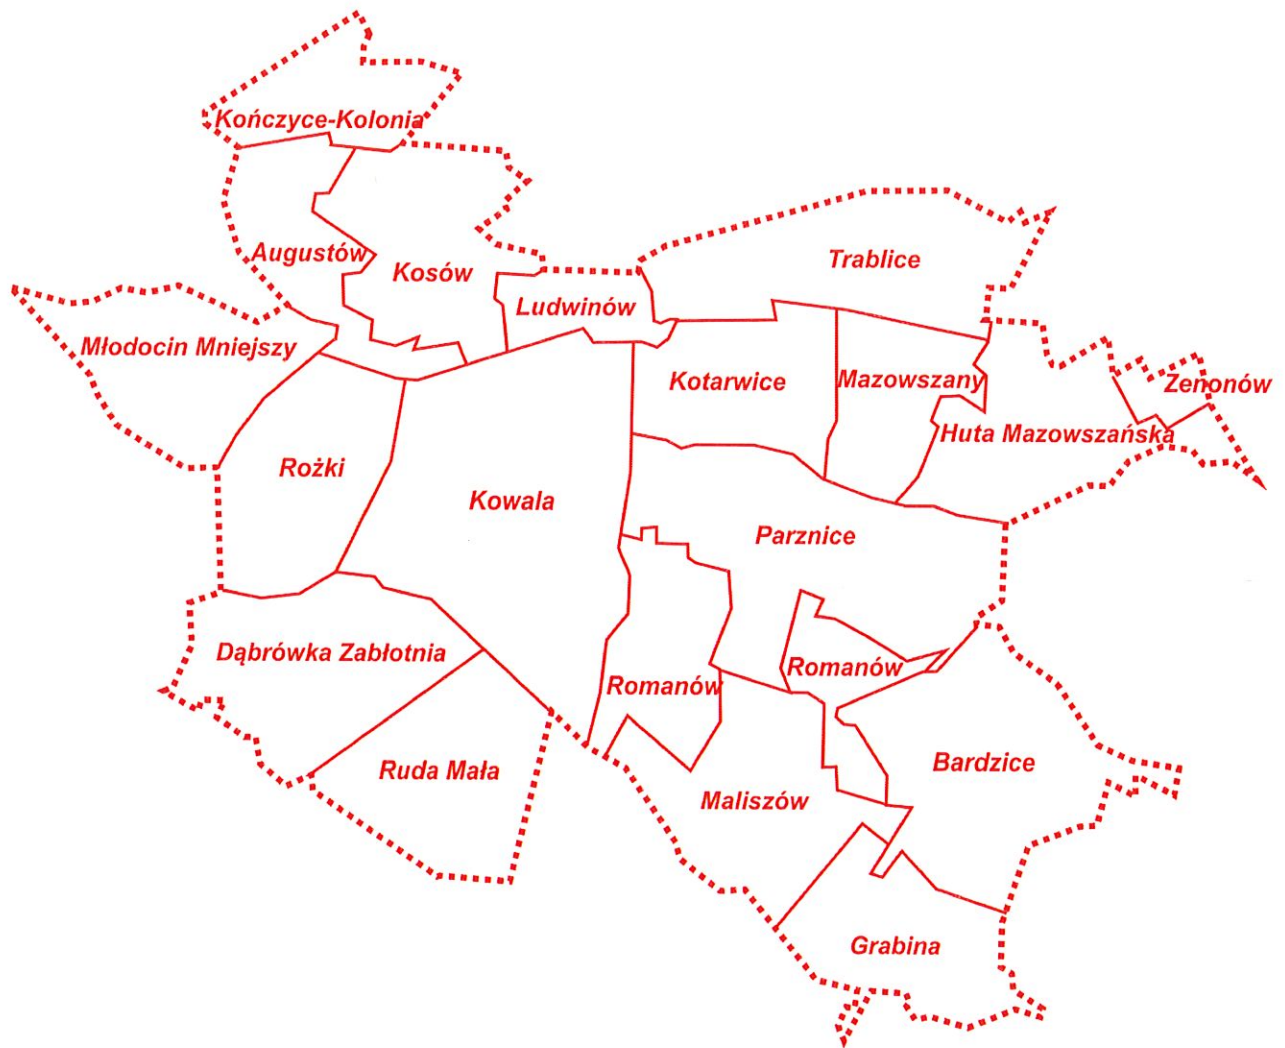 Kończyce-Kolonia
Augustów
Kosów
Trablice
Ludwinów
Młodocin Mniejszy
Kotarwice
Mazowszany
Zenonów
Huta Mazowszańska
Rożki
Kowala
Parznice
Dąbrówka Zabłotnia
Romanów
Romanów
Ruda Mała
Bardzice
Maliszów
Grabina